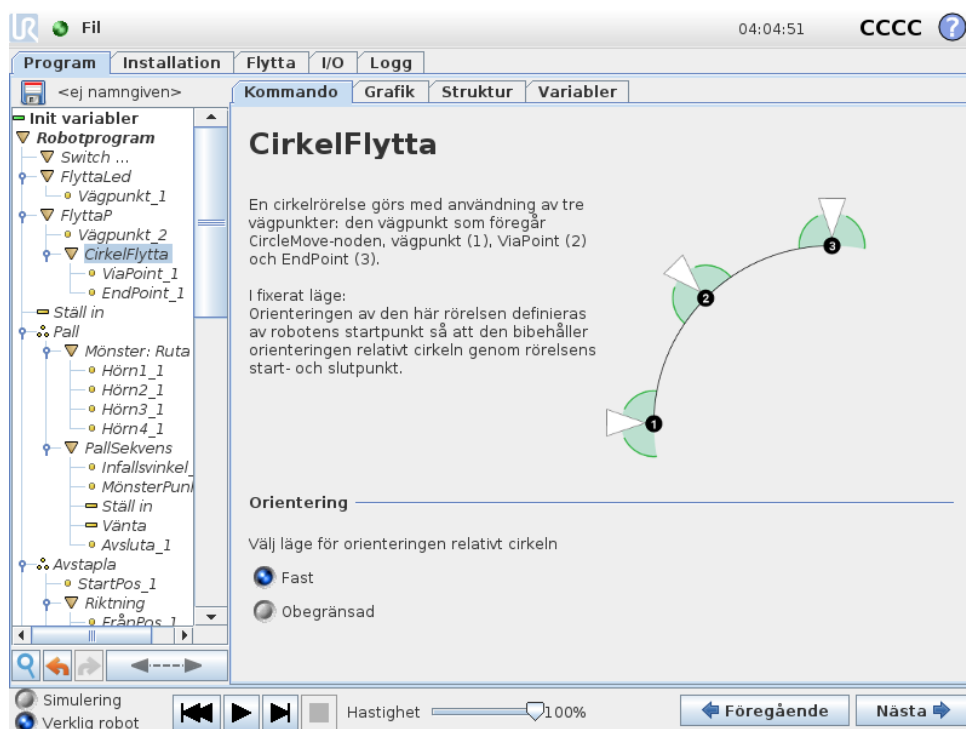 UR Fil 04:04:51 CCCC ?
Program Installation Flytta I/O Logg
<ej namngiven>
Kommando Grafik Struktur Variabler
Init variabler
Robotprogram
Switch ...
FlyttaLed
Vägpunkt_1
FlyttaP
Vägpunkt_2
CirkelFlytta
ViaPoint_1
EndPoint_1
Ställ in
Pall
Mönster: Ruta
Hörn1_1
Hörn2_1
Hörn3_1
Hörn4_1
PallSekvens
Infallsvinkel_
MönsterPunl
Ställ in
Vänta
Avsluta_1
Avstapla
StartPos_1
Riktning
FrånPos_1
CirkelFlytta
En cirkelrörelse görs med användning av tre
vägpunkter: den vägpunkt som föregår
CircleMove-noden, vägpunkt (1), ViaPoint (2)
och EndPoint (3).
I fixerat läge:
Orienteringen av den här rörelsen definieras
av robotens startpunkt så att den bibehåller
orienteringen relativt cirkeln genom rörelsens
start- och slutpunkt.
3
2
1
Orientering
Välj läge för orienteringen relativt cirkeln
Fast
Obegränsad
Simulering
Verklig robot
Hastighet 100%
Föregående Nästa